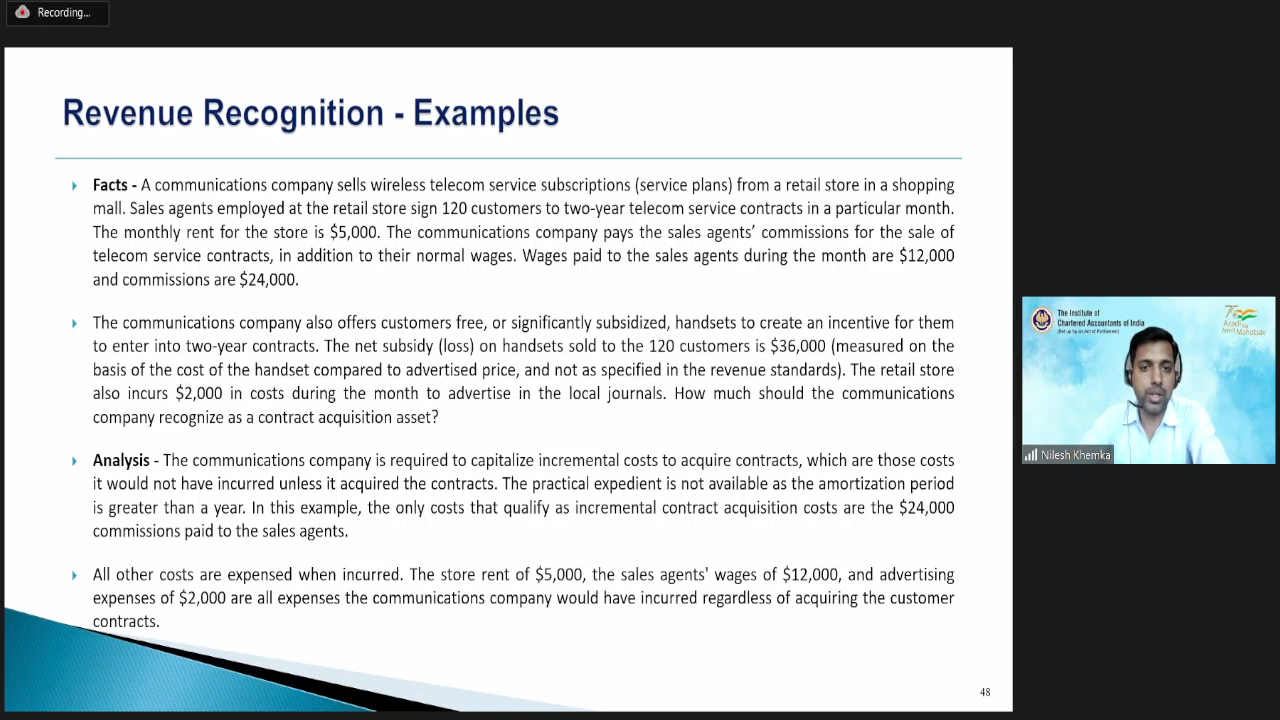 Recording...
Revenue Recognition - Examples
Facts - A communications company sells wireless telecom service subscriptions (service plans) from a retail store in a shopping
mall. Sales agents employed at the retail store sign 120 customers to two-year telecom service contracts in a particular month.
The monthly rent for the store is $5,000. The communications company pays the sales agents' commissions for the sale of
telecom service contracts, in addition to their normal wages. Wages paid to the sales agents during the month are $12,000
and commissions are $24,000.
The communications company also offers customers free, or significantly subsidized, handsets to create an incentive for them
to enter into two-year contracts. The net subsidy (loss) on handsets sold to the 120 customers is $36,000 (measured on the
basis of the cost of the handset compared to advertised price, and not as specified in the revenue standards). The retail store
also incurs $2,000 in costs during the month to advertise in the local journals. How much should the communications
company recognize as a contract acquisition asset?
Analysis - The communications company is required to capitalize incremental costs to acquire contracts, which are those costs
it would not have incurred unless it acquired the contracts. The practical expedient is not available as the amortization period
is greater than a year. In this example, the only costs that qualify as incremental contract acquisition costs are the $24,000
commissions paid to the sales agents.
All other costs are expensed when incurred. The store rent of $5,000, the sales agents' wages of $12,000, and advertising
expenses of $2,000 are all expenses the communications company would have incurred regardless of acquiring the customer
contracts.
48
The Institute of
Chartered Accountants of India
(Set up by an Act of Parliament)
Azadi Ka
Amrit Mahotsav
Nilesh Khemka